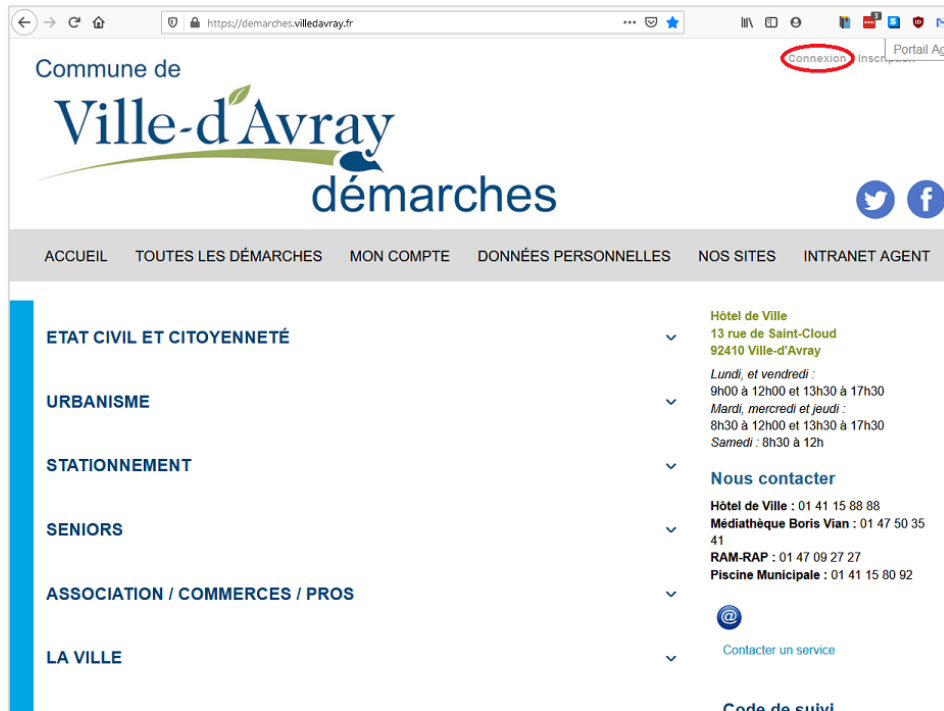 https://demarches.villedavray.fr
3
Portail Ag
Connexion
Commune de
Ville-d'Avray
démarches
ACCUEIL TOUTES LES DÉMARCHES MON COMPTE DONNÉES PERSONNELLES NOS SITES INTRANET AGENT
ETAT CIVIL ET CITOYENNETÉ
URBANISME
STATIONNEMENT
SENIORS
ASSOCIATION / COMMERCES / PROS
LA VILLE
Hôtel de Ville
13 rue de Saint-Cloud
92410 Ville-d'Avray
Lundi, et vendredi :
9h00 à 12h00 et 13h30 à 17h30
Mardi, mercredi et jeudi :
8h30 à 12h00 et 13h30 à 17h30
Samedi : 8h30 à 12h
Nous contacter
Hôtel de Ville : 01 41 15 88 88
Médiathèque Boris Vian : 01 47 50 35
41
RAM-RAP : 01 47 09 27 27
Piscine Municipale : 01 41 15 80 92
@
Contacter un service
Code de suivi